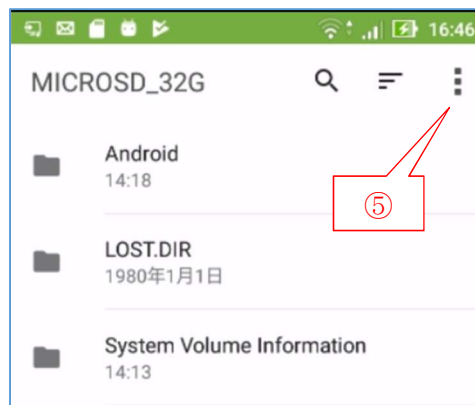 16:46
MICROSD_32G
Android
14:18
⑤
LOST.DIR
1980年1月1日
System Volume Information
14:13